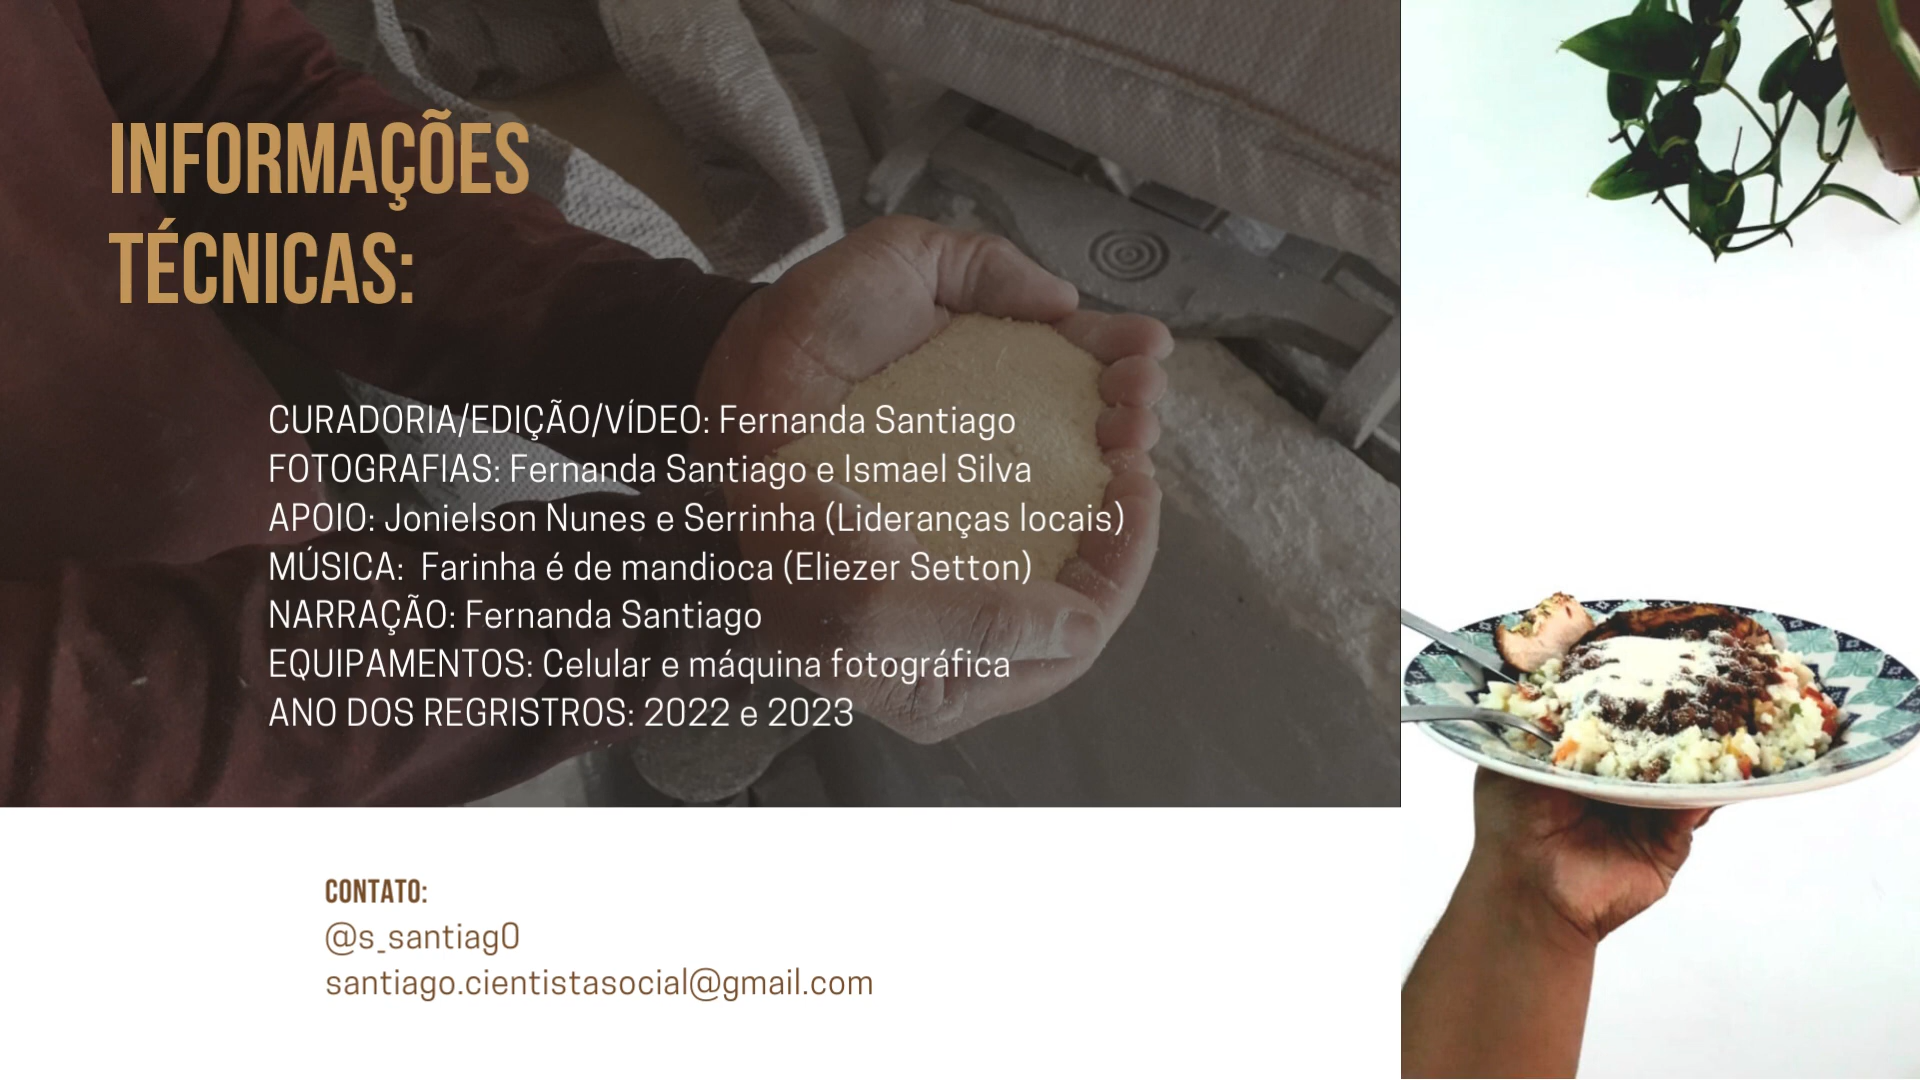 INFORMAÇÕES
TÉCNICAS:
CURADORIA/EDIÇÃO/VÍDEO: Fernanda Santiago
FOTOGRAFIAS: Fernanda Santiago e Ismael Silva
APOIO: Jonielson Nunes e Serrinha (Lideranças locais)
MÚSICA: Farinha é de mandioca (Eliezer Setton)
NARRAÇÃO: Fernanda Santiago
EQUIPAMENTOS: Celular e máquina fotográfica
ANO DOS REGRISTROS: 2022 e 2023
CONTATO:
@s_santiag0
santiago.cientistasocial@gmail.com